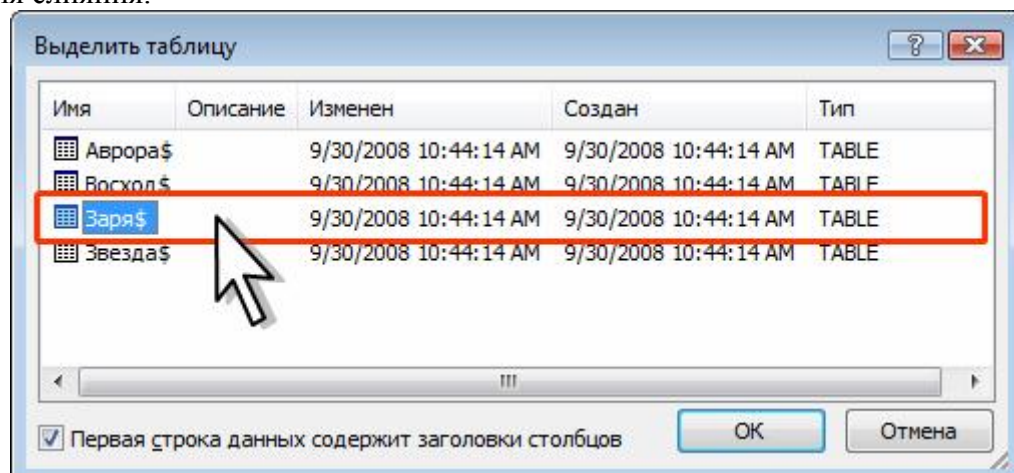 слияния.
Выделить таблицу
Имя Описание Изменен Создан Тип
Аврора$ 9/30/2008 10:44:14 AM 9/30/2008 10:44:14 AM TABLE
Восход$ 9/30/2008 10:44:14 AM 9/30/2008 10:44:14 AM TABLE
Заря$ 9/30/2008 10:44:14 AM 9/30/2008 10:44:14 AM TABLE
Звезда$ 9/30/2008 10:44:14 AM 9/30/2008 10:44:14 AM TABLE
Первая строка данных содержит заголовки столбцов
ОК
Отмена